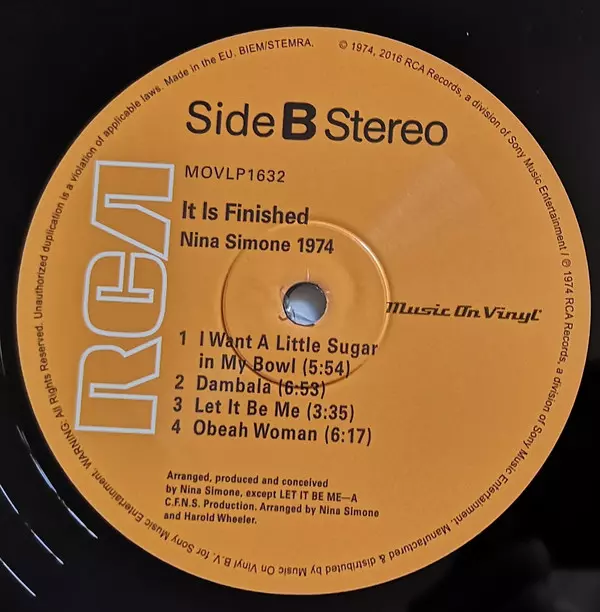 © 1974, 2016 RCA Records, a division of Sony Music Entertainment / ℗ 1974 RCA Records, a division of Sony Music Entertainment. Manufactured & distributed by Music On Vinyl B.V. for Sony Music Entertainment. WARNING: All Rights Reserved. Unauthorized duplication is a violation of applicable laws. Made in the EU. BIEM/STEMRA.
Side B Stereo
RCA
MOVLP1632
It Is Finished
Nina Simone 1974
Music On Vinyl
1 I Want A Little Sugar
in My Bowl (5:54)
2 Dambala (6:53)
3 Let It Be Me (3:35)
4 Obeah Woman (6:17)
Arranged, produced and conceived
by Nina Simone, except LET IT BE ME—A
C.F.N.S. Production. Arranged by Nina Simone
and Harold Wheeler.